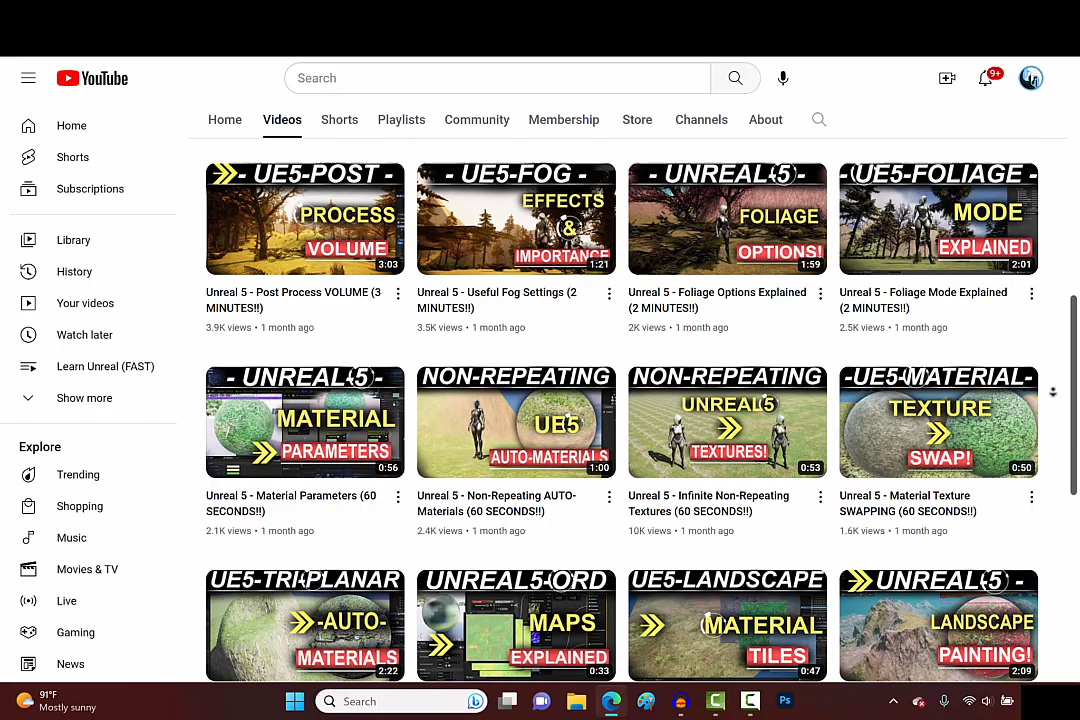 YouTube
Search
9+
Home
Videos
Shorts
Playlists
Community
Membership
Store
Channels
About
Home
Shorts
Subscriptions
Library
History
Your videos
Watch later
Learn Unreal (FAST)
Show more
Explore
Trending
Shopping
Music
Movies & TV
Live
Gaming
News
- UE5-POST -
PROCESS
VOLUME
3:03
Unreal 5 - Post Process VOLUME (3
MINUTES!!)
3.9K views • 1 month ago
- UE5-FOG -
EFFECTS
&
IMPORTANCE
1:21
Unreal 5 - Useful Fog Settings (2
MINUTES!!)
3.5K views • 1 month ago
- UNREAL-5 -
FOLIAGE
OPTIONS!
1:59
Unreal 5 - Foliage Options Explained
(2 MINUTES!!)
2K views • 1 month ago
-UE5-FOLIAGE -
MODE
EXPLAINED
2:01
Unreal 5 - Foliage Mode Explained
(2 MINUTES!!)
2.5K views • 1 month ago
- UNREAL-5 -
MATERIAL
PARAMETERS
0:56
Unreal 5 - Material Parameters (60
SECONDS!!)
2.1K views • 1 month ago
NON-REPEATING
UE5
AUTO-MATERIALS
1:00
Unreal 5 - Non-Repeating AUTO-
Materials (60 SECONDS!!)
2.4K views • 1 month ago
NON-REPEATING
UNREAL5
TEXTURES!
0:53
Unreal 5 - Infinite Non-Repeating
Textures (60 SECONDS!!)
10K views • 1 month ago
-UE5-MATERIAL-
TEXTURE
SWAP!
0:50
Unreal 5 - Material Texture
SWAPPING (60 SECONDS!!)
1.6K views • 1 month ago
UE5-TRI-PLANAR
-AUTO-
MATERIALS
2:22
UNREAL5-ORD
MAPS
EXPLAINED
0:33
UE5-LANDSCAPE
MATERIAL
TILES
0:47
UNREAL-5 -
LANDSCAPE
PAINTING!
2:09
91°F
Mostly sunny
Search
Ps